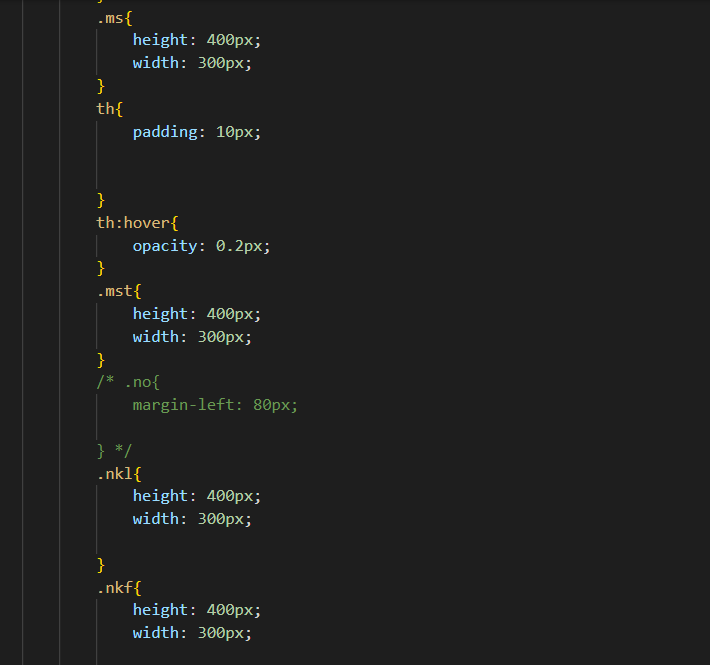 .ms{
height: 400px;
width: 300px;
}
th{
padding: 10px;
}
th:hover{
opacity: 0.2px;
}
.mst{
height: 400px;
width: 300px;
}
/* .no{
margin-left: 80px;
} */
.nkl{
height: 400px;
width: 300px;
}
.nkf{
height: 400px;
width: 300px;